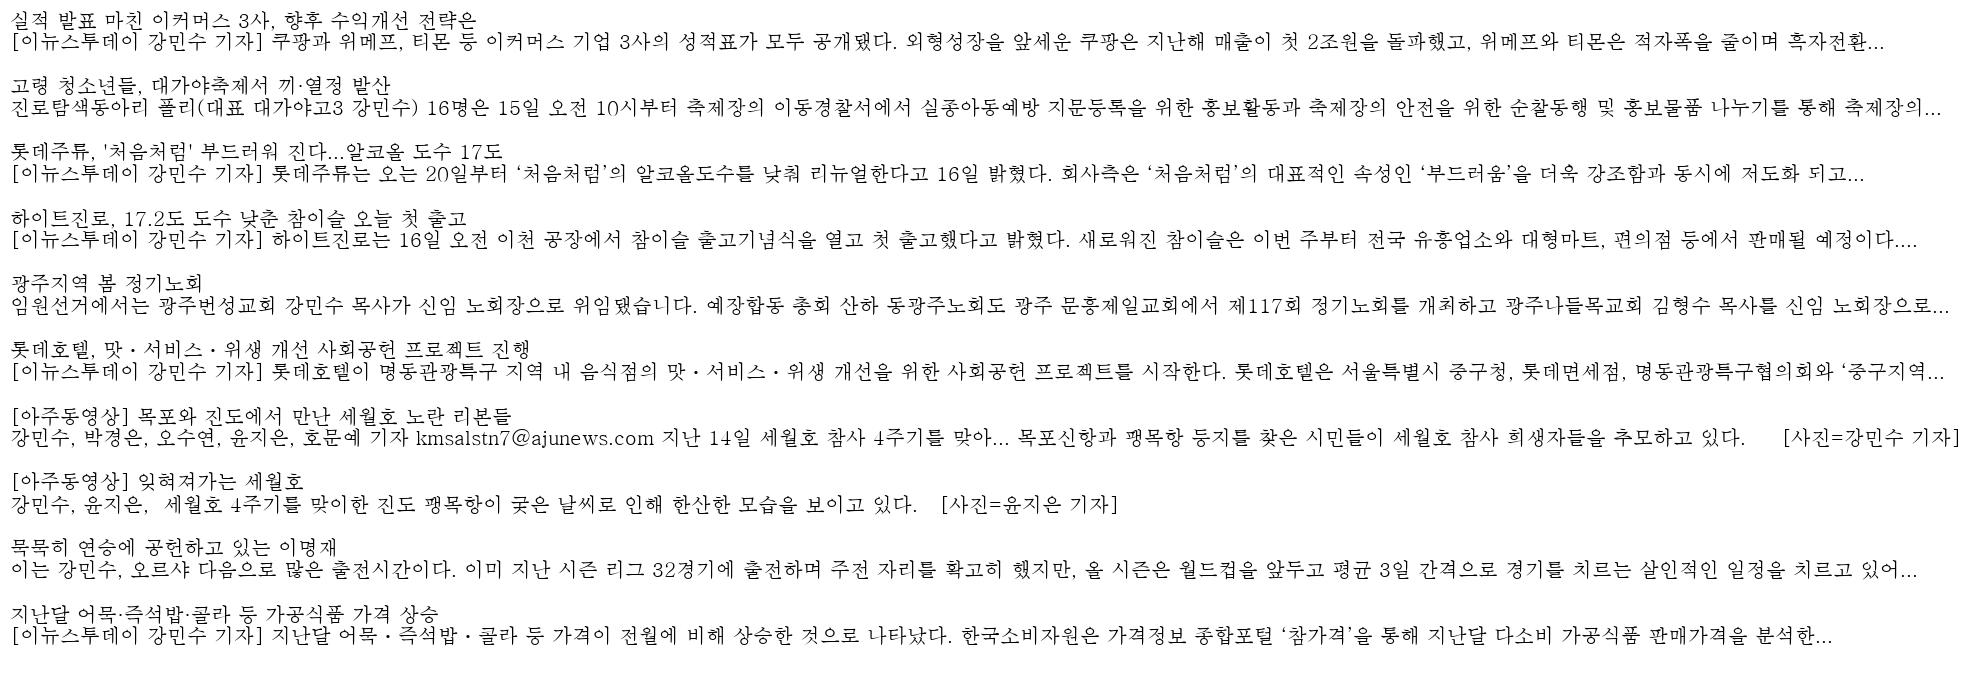 실적 발표 마친 이커머스 3사, 향후 수익개선 전략은
[이뉴스투데이 강민수 기자] 쿠팡과 위메프, 티몬 등 이커머스 기업 3사의 성적표가 모두 공개됐다. 외형성장을 앞세운 쿠팡은 지난해 매출이 첫 2조원을 돌파했고, 위메프와 티몬은 적자폭을 줄이며 흑자전환...
고령 청소년들, 대가야축제서 끼·열정 발산
진로탐색동아리 폴리(대표 대가야고3 강민수) 16명은 15일 오전 10시부터 축제장의 이동경찰서에서 실종아동예방 지문등록을 위한 홍보활동과 축제장의 안전을 위한 순찰동행 및 홍보물품 나누기를 통해 축제장의...
롯데주류, '처음처럼' 부드러워 진다...알코올 도수 17도
[이뉴스투데이 강민수 기자] 롯데주류는 오는 20일부터 ‘처음처럼’의 알코올도수를 낮춰 리뉴얼한다고 16일 밝혔다. 회사측은 ‘처음처럼’의 대표적인 속성인 ‘부드러움’을 더욱 강조함과 동시에 저도화 되고...
하이트진로, 17.2도 도수 낮춘 참이슬 오늘 첫 출고
[이뉴스투데이 강민수 기자] 하이트진로는 16일 오전 이천 공장에서 참이슬 출고기념식을 열고 첫 출고했다고 밝혔다. 새로워진 참이슬은 이번 주부터 전국 유흥업소와 대형마트, 편의점 등에서 판매될 예정이다....
광주지역 봄 정기노회
임원선거에서는 광주번성교회 강민수 목사가 신임 노회장으로 위임됐습니다. 예장합동 총회 산하 동광주노회도 광주 문흥제일교회에서 제117회 정기노회를 개최하고 광주나들목교회 김형수 목사를 신임 노회장으로...
롯데호텔, 맛・서비스・위생 개선 사회공헌 프로젝트 진행
[이뉴스투데이 강민수 기자] 롯데호텔이 명동관광특구 지역 내 음식점의 맛・서비스・위생 개선을 위한 사회공헌 프로젝트를 시작한다. 롯데호텔은 서울특별시 중구청, 롯데면세점, 명동관광특구협의회와 ‘중구지역...
[아주동영상] 목포와 진도에서 만난 세월호 노란 리본들
강민수, 박경은, 오수연, 윤지은, 호문예 기자 kmsalstn7@ajunews.com 지난 14일 세월호 참사 4주기를 맞아... 목포신항과 팽목항 등지를 찾은 시민들이 세월호 참사 희생자들을 추모하고 있다. [사진=강민수 기자]
[아주동영상] 잊혀져가는 세월호
강민수, 윤지은, 세월호 4주기를 맞이한 진도 팽목항이 궂은 날씨로 인해 한산한 모습을 보이고 있다. [사진=윤지은 기자]
묵묵히 연승에 공헌하고 있는 이명재
이는 강민수, 오르샤 다음으로 많은 출전시간이다. 이미 지난 시즌 리그 32경기에 출전하며 주전 자리를 확고히 했지만, 올 시즌은 월드컵을 앞두고 평균 3일 간격으로 경기를 치르는 살인적인 일정을 치르고 있어...
지난달 어묵·즉석밥·콜라 등 가공식품 가격 상승
[이뉴스투데이 강민수 기자] 지난달 어묵・즉석밥・콜라 등 가격이 전월에 비해 상승한 것으로 나타났다. 한국소비자원은 가격정보 종합포털 ‘참가격’을 통해 지난달 다소비 가공식품 판매가격을 분석한...